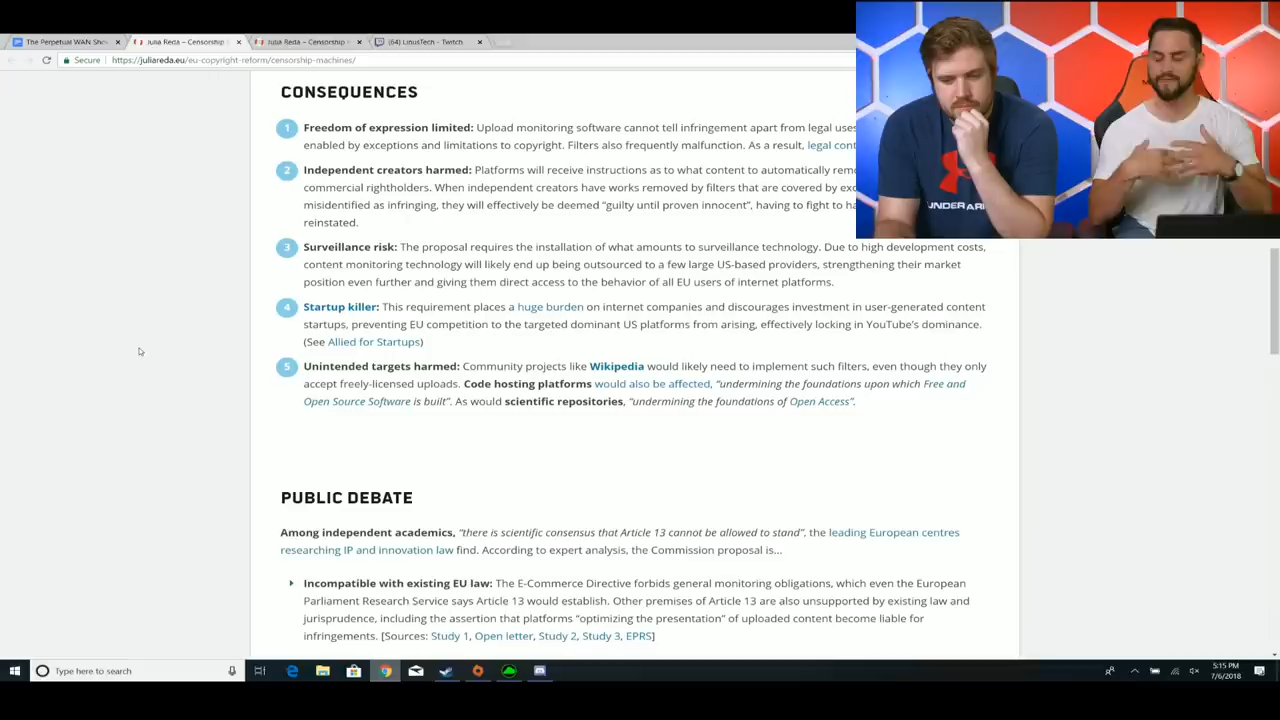 The Perpetual WAN Sho
Julia Reda – Censorship
Julia Reda – Censorship
(64) LinusTech - Twitch
Secure
https://juliareda.eu/eu-copyright-reform/censorship-machines/
CONSEQUENCES
1 Freedom of expression limited: Upload monitoring software cannot tell infringement apart from legal uses
enabled by exceptions and limitations to copyright. Filters also frequently malfunction. As a result, legal cont
2 Independent creators harmed: Platforms will receive instructions as to what content to automatically remo
commercial rightholders. When independent creators have works removed by filters that are covered by exc
misidentified as infringing, they will effectively be deemed “guilty until proven innocent”, having to fight to ha
reinstated.
3 Surveillance risk: The proposal requires the installation of what amounts to surveillance technology. Due to high development costs,
content monitoring technology will likely end up being outsourced to a few large US-based providers, strengthening their market
position even further and giving them direct access to the behavior of all EU users of internet platforms.
4 Startup killer: This requirement places a huge burden on internet companies and discourages investment in user-generated content
startups, preventing EU competition to the targeted dominant US platforms from arising, effectively locking in YouTube’s dominance.
(See Allied for Startups)
5 Unintended targets harmed: Community projects like Wikipedia would likely need to implement such filters, even though they only
accept freely-licensed uploads. Code hosting platforms would also be affected, “undermining the foundations upon which Free and
Open Source Software is built”. As would scientific repositories, “undermining the foundations of Open Access”.
PUBLIC DEBATE
Among independent academics, “there is scientific consensus that Article 13 cannot be allowed to stand”, the leading European centres
researching IP and innovation law find. According to expert analysis, the Commission proposal is…
Incompatible with existing EU law: The E-Commerce Directive forbids general monitoring obligations, which even the European
Parliament Research Service says Article 13 would establish. Other premises of Article 13 are also unsupported by existing law and
jurisprudence, including the assertion that platforms “optimizing the presentation” of uploaded content become liable for
infringements. [Sources: Study 1, Open letter, Study 2, Study 3, EPRS]
UNDER AR
Type here to search
5:15 PM
7/6/2018